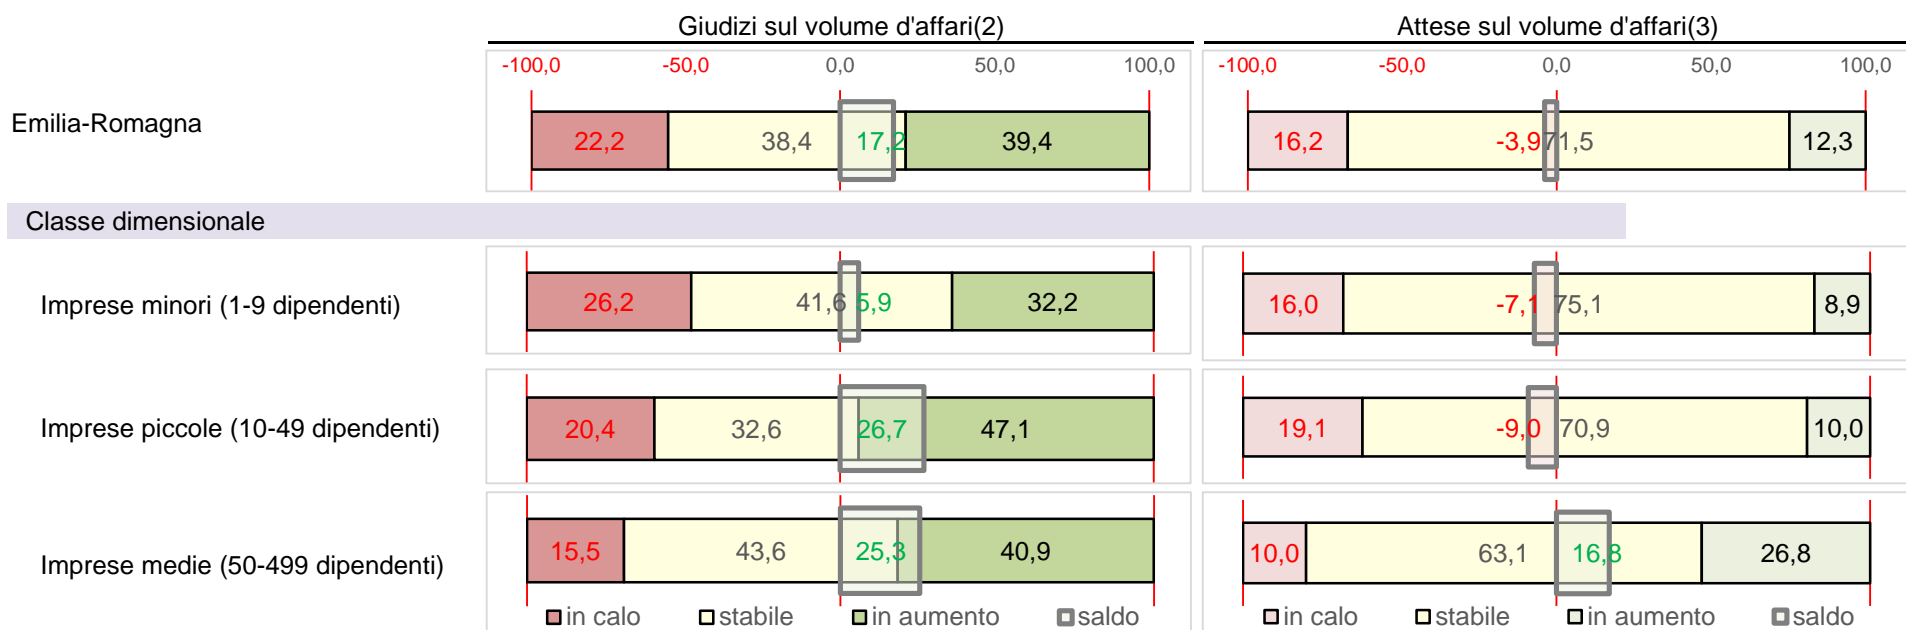 Giudizi sul volume d'affari(2) Attese sul volume d'affari(3)
-100,0 -50,0 0,0 50,0 100,0 -100,0 -50,0 0,0 50,0 100,0
Emilia-Romagna 22,2 38,4 17,2 39,4 16,2 -3,9 71,5 12,3
Classe dimensionale
Imprese minori (1-9 dipendenti) 26,2 41,6 5,9 32,2 16,0 -7,1 75,1 8,9
Imprese piccole (10-49 dipendenti) 20,4 32,6 26,7 47,1 19,1 -9,0 70,9 10,0
Imprese medie (50-499 dipendenti) 15,5 43,6 25,3 40,9 10,0 63,1 16,8 26,8
in calo stabile in aumento saldo in calo stabile in aumento saldo